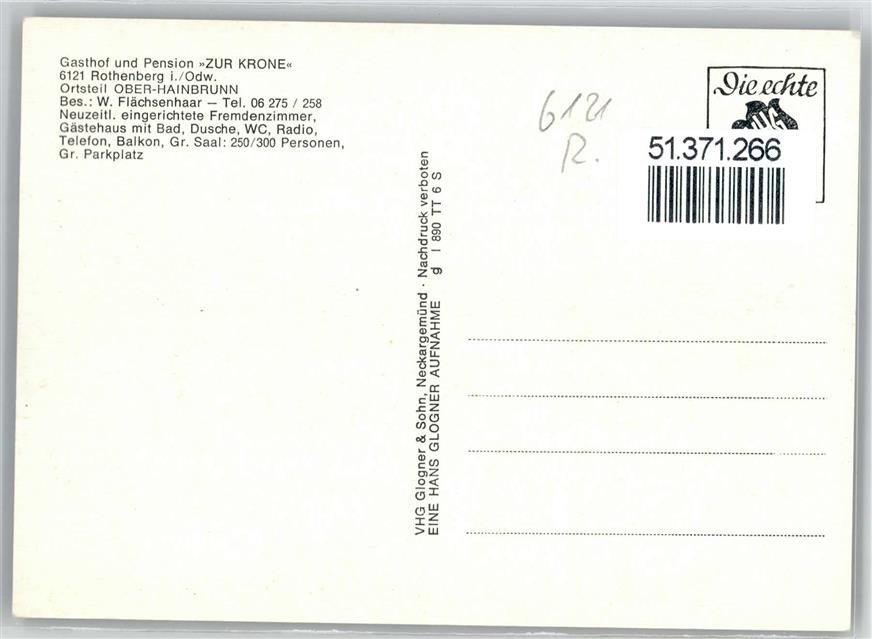 Gasthof und Pension »ZUR KRONE«
6121 Rothenberg i./Odw.
Ortsteil OBER-HAINBRUNN
Bes.: W. Flächsenhaar — Tel. 06 275 / 258
Neuzeitl. eingerichtete Fremdenzimmer,
Gästehaus mit Bad, Dusche, WC, Radio,
Telefon, Balkon, Gr. Saal: 250/300 Personen,
Gr. Parkplatz
VHG Glogner & Sohn, Neckargemünd · Nachdruck verboten
EINE HANS GLOGNER AUFNAHME g I 890 TT 6 S
6121
R.
Die echte
51.371.266